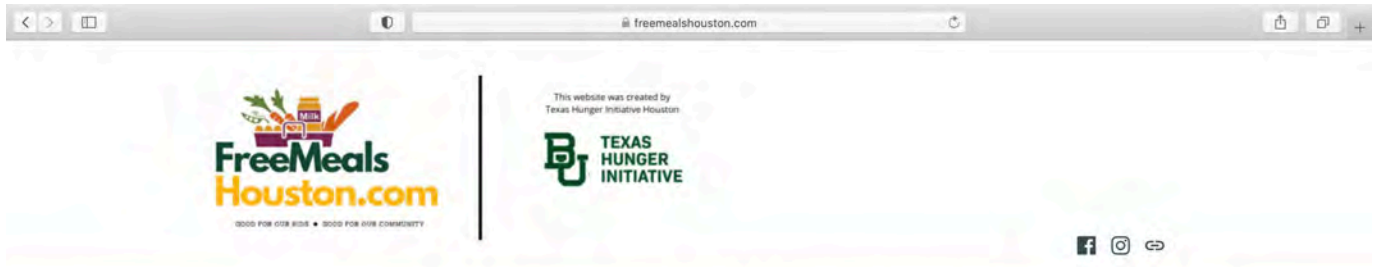 freemealshouston.com
Milk
FreeMeals
Houston.com
GOOD FOR OUR KIDS ● GOOD FOR OUR COMMUNITY
This website was created by
Texas Hunger Initiative Houston
BU
TEXAS
HUNGER
INITIATIVE